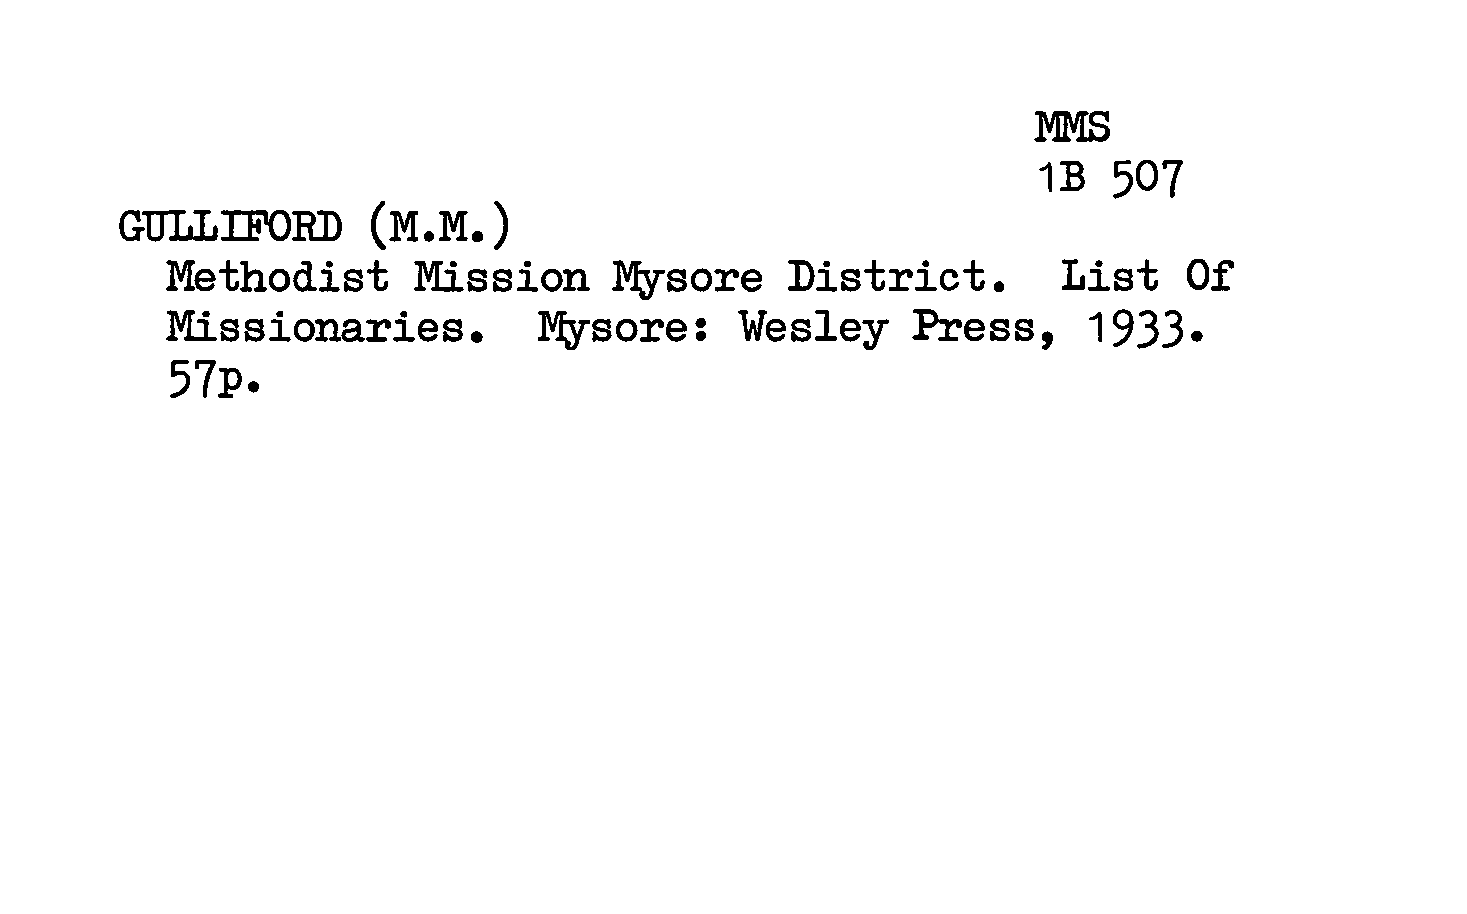 MMS
1B 507
GULLIFORD (M.M.)
Methodist Mission Mysore District. List Of
Missionaries. Mysore: Wesley Press, 1933.
57p.